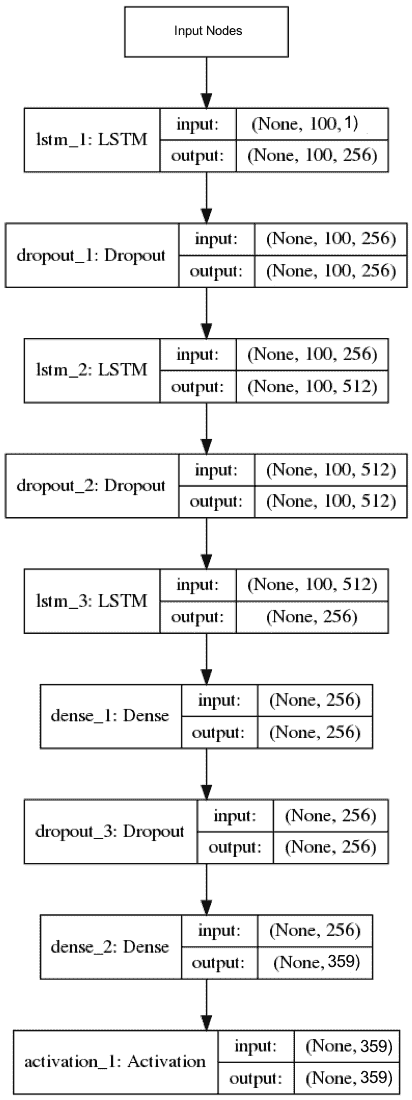 Input Nodes
lstm_1: LSTM
input: (None, 100, 1)
output: (None, 100, 256)
dropout_1: Dropout
input: (None, 100, 256)
output: (None, 100, 256)
lstm_2: LSTM
input: (None, 100, 256)
output: (None, 100, 512)
dropout_2: Dropout
input: (None, 100, 512)
output: (None, 100, 512)
lstm_3: LSTM
input: (None, 100, 512)
output: (None, 256)
dense_1: Dense
input: (None, 256)
output: (None, 256)
dropout_3: Dropout
input: (None, 256)
output: (None, 256)
dense_2: Dense
input: (None, 256)
output: (None, 359)
activation_1: Activation
input: (None, 359)
output: (None, 359)